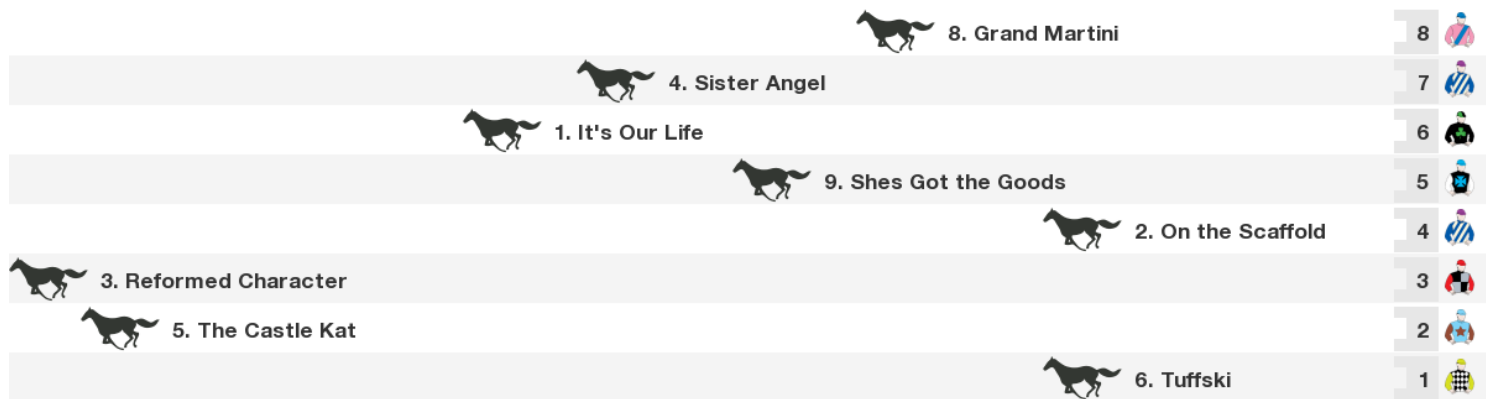 8. Grand Martini 8
4. Sister Angel 7
1. It's Our Life 6
9. Shes Got the Goods 5
2. On the Scaffold 4
3. Reformed Character 3
5. The Castle Kat 2
6. Tuffski 1